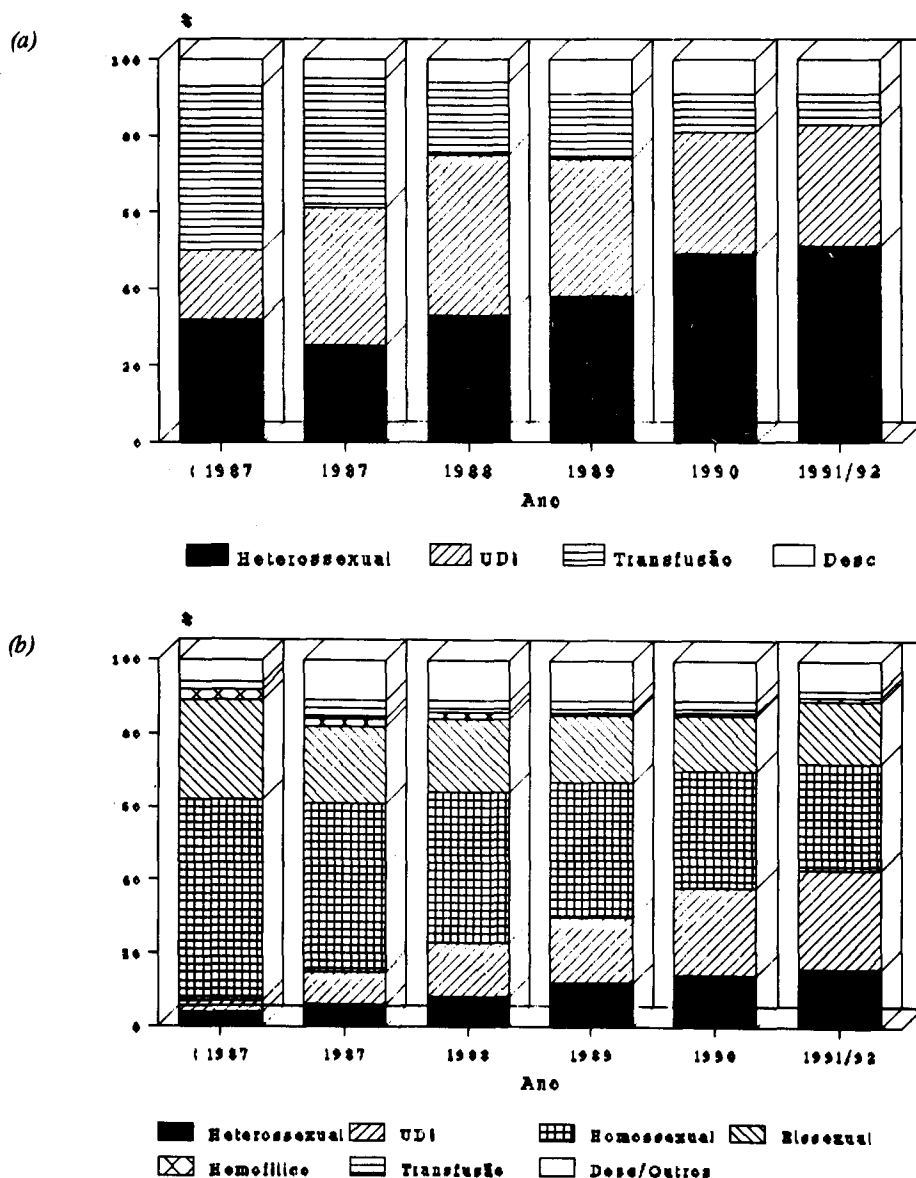 (a)
%
100
80
60
40
20
0
<1987 1987 1988 1989 1990 1991/92
Ano
Heterossexual UDI Transfusão Desc
(b)
%
100
80
60
40
20
0
<1987 1987 1988 1989 1990 1991/92
Ano
Heterossexual UDI Homossexual Bissexual
Hemofílico Transfusão Desc/Outros